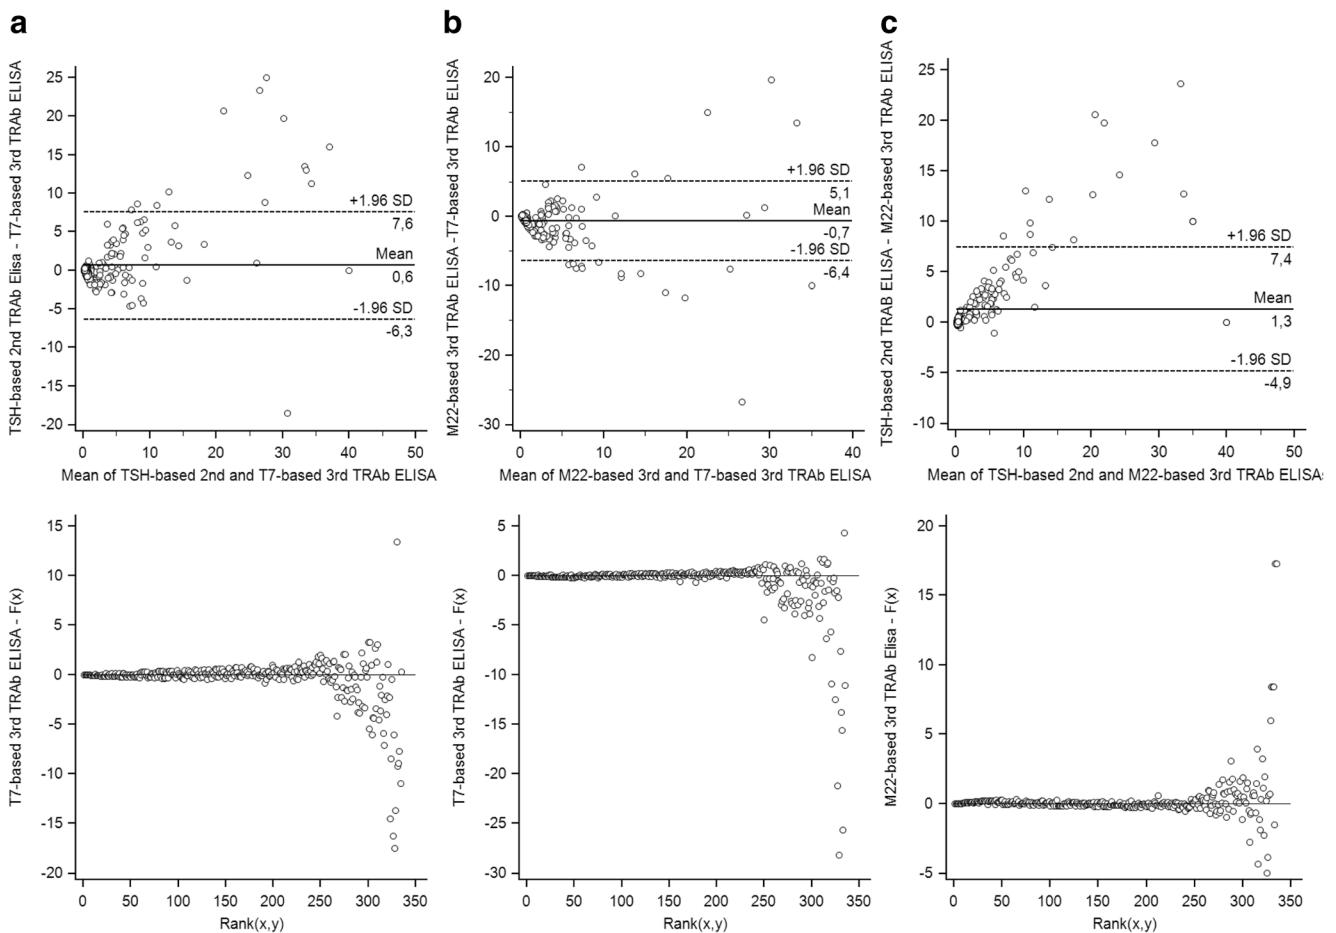 a
b
c
TSH-based 2nd TRAb Elisa - T7-based 3rd TRAb ELISA
25
20
15
10
5
0
-5
-10
-15
-20
+1.96 SD
7,6
Mean
0,6
-1.96 SD
-6,3
0 10 20 30 40 50
Mean of TSH-based 2nd and T7-based 3rd TRAb ELISA
M22-based 3rd TRAb ELISA -T7-based 3rd TRAb ELISA
20
10
0
-10
-20
-30
+1.96 SD
5,1
Mean
-0,7
-1.96 SD
-6,4
0 10 20 30 40
Mean of M22-based 3rd and T7-based 3rd TRAb ELISA
TSH-based 2nd TRAB ELISA - M22-based 3rd TRAb ELISA
25
20
15
10
5
0
-5
-10
+1.96 SD
7,4
Mean
1,3
-1.96 SD
-4,9
0 10 20 30 40 50
Mean of TSH-based 2nd and M22-based 3rd TRAb ELISAs
T7-based 3rd TRAb ELISA - F(x)
15
10
5
0
-5
-10
-15
-20
0 50 100 150 200 250 300 350
Rank(x,y)
T7-based 3rd TRAb ELISA - F(x)
5
0
-5
-10
-15
-20
-25
-30
0 50 100 150 200 250 300 350
Rank(x,y)
M22-based 3rd TRAb Elisa - F(x)
20
15
10
5
0
-5
0 50 100 150 200 250 300 350
Rank(x,y)